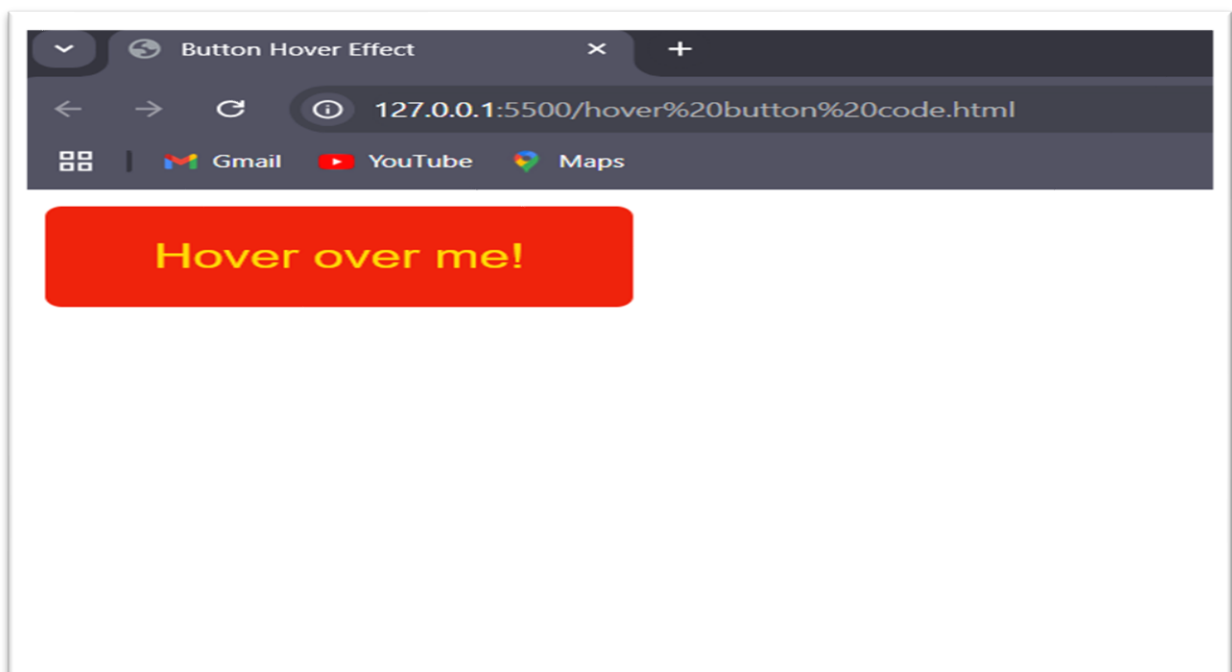 Button Hover Effect
127.0.0.1:5500/hover%20button%20code.html
Gmail YouTube Maps
Hover over me!